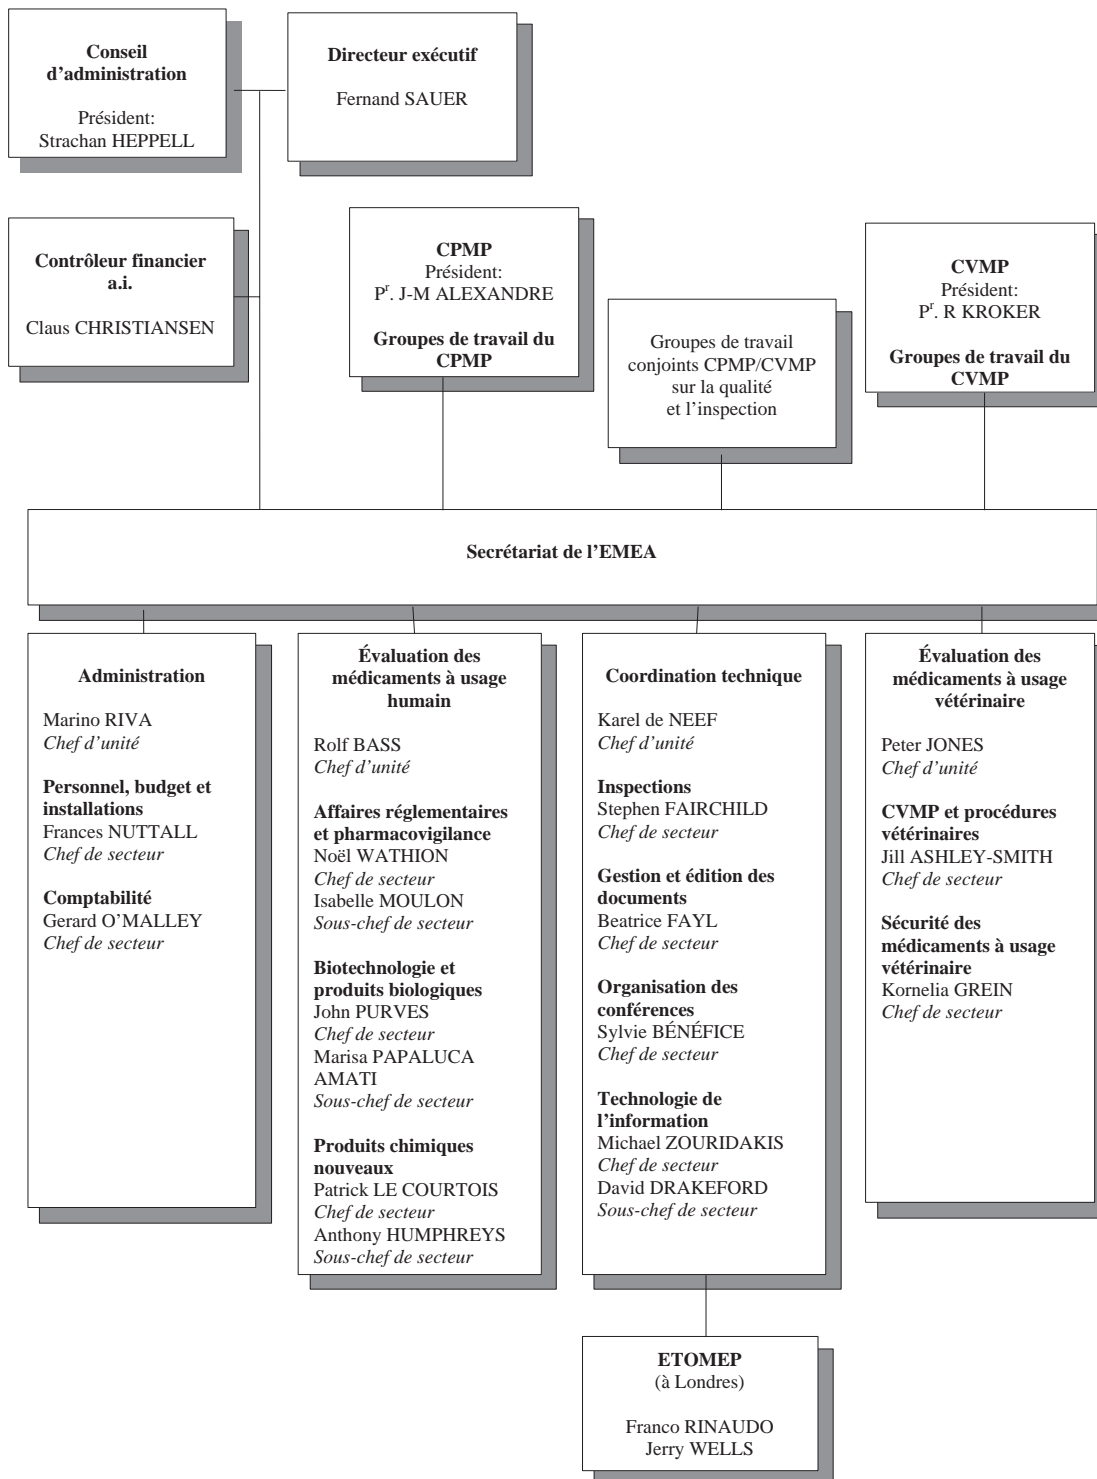 Conseil
d'administration
Président:
Strachan HEPPELL
Directeur exécutif
Fernand SAUER
Contrôleur financier
a.i.
Claus CHRISTIANSEN
CPMP
Président:
Pr. J-M ALEXANDRE
Groupes de travail du
CPMP
Groupes de travail
conjoints CPMP/CVMP
sur la qualité
et l'inspection
CVMP
Président:
Pr. R KROKER
Groupes de travail du
CVMP
Secrétariat de l'EMEA
Administration
Marino RIVA
Chef d'unité
Personnel, budget et
installations
Frances NUTTALL
Chef de secteur
Comptabilité
Gerard O'MALLEY
Chef de secteur
Évaluation des
médicaments à usage
humain
Rolf BASS
Chef d'unité
Affaires réglementaires
et pharmacovigilance
Noël WATHION
Chef de secteur
Isabelle MOULON
Sous-chef de secteur
Biotechnologie et
produits biologiques
John PURVES
Chef de secteur
Marisa PAPALUCA
AMATI
Sous-chef de secteur
Produits chimiques
nouveaux
Patrick LE COURTOIS
Chef de secteur
Anthony HUMPHREYS
Sous-chef de secteur
Coordination technique
Karel de NEEF
Chef d'unité
Inspections
Stephen FAIRCHILD
Chef de secteur
Gestion et édition des
documents
Beatrice FAYL
Chef de secteur
Organisation des
conférences
Sylvie BÉNÉFICE
Chef de secteur
Technologie de
l'information
Michael ZOURIDAKIS
Chef de secteur
David DRAKEFORD
Sous-chef de secteur
Évaluation des
médicaments à usage
vétérinaire
Peter JONES
Chef d'unité
CVMP et procédures
vétérinaires
Jill ASHLEY-SMITH
Chef de secteur
Sécurité des
médicaments à usage
vétérinaire
Kornelia GREIN
Chef de secteur
ETOMEP
(à Londres)
Franco RINAUDO
Jerry WELLS